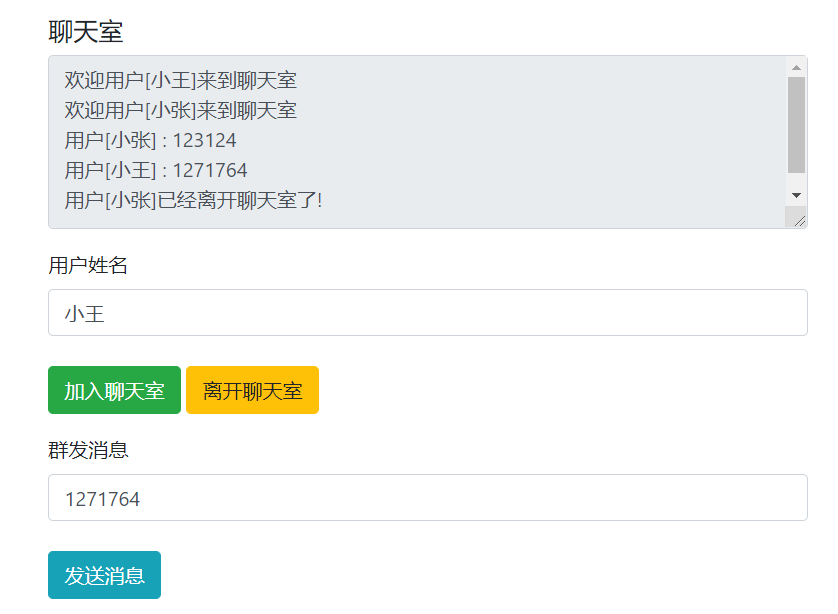 聊天室
欢迎用户[小王]来到聊天室
欢迎用户[小张]来到聊天室
用户[小张] : 123124
用户[小王] : 1271764
用户[小张]已经离开聊天室了!
用户姓名
小王
加入聊天室 离开聊天室
群发消息
1271764
发送消息